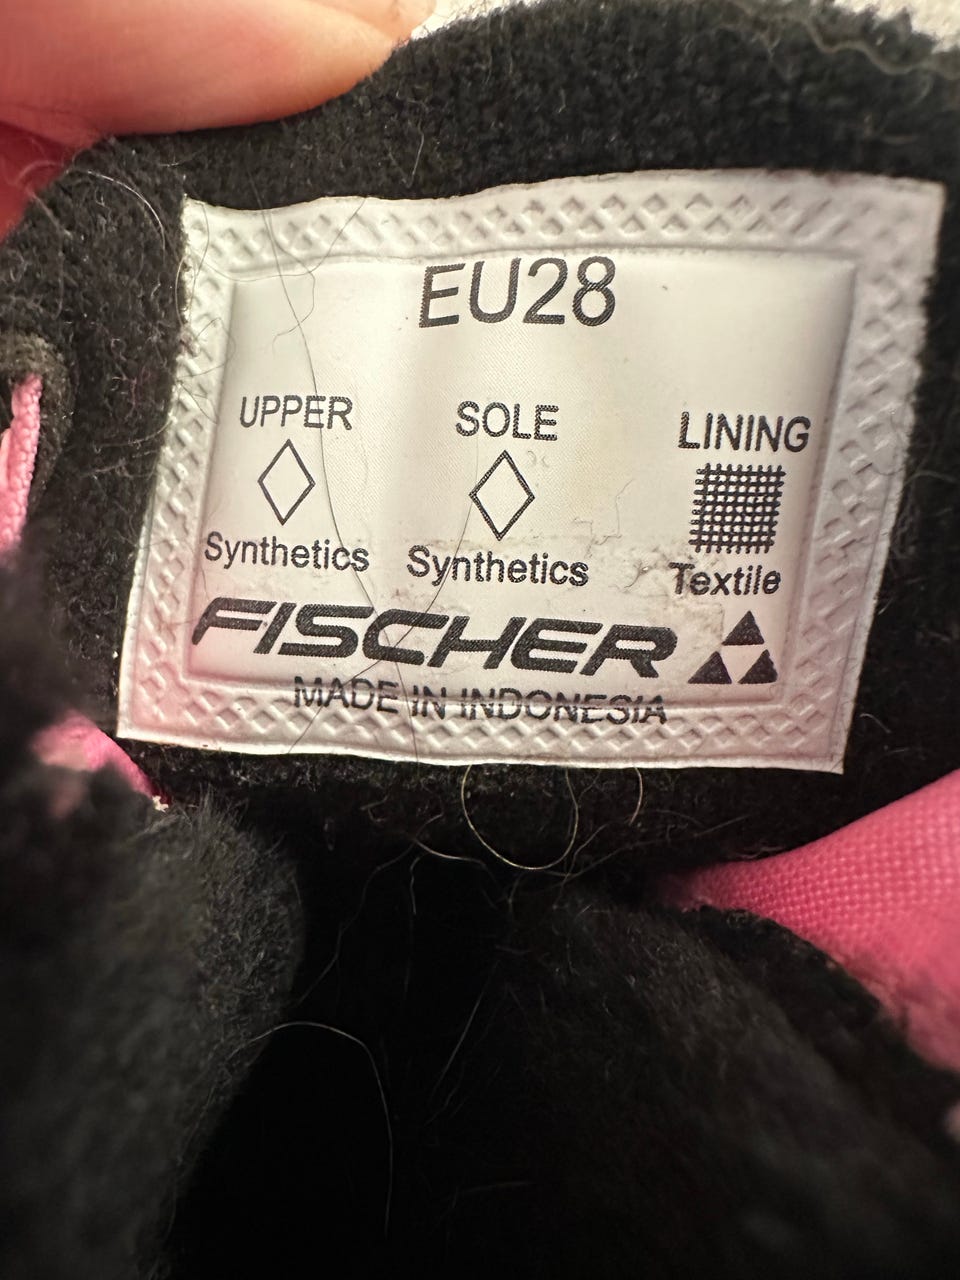 EU28
UPPER SOLE LINING
Synthetics Synthetics Textile
FISCHER
MADE IN INDONESIA